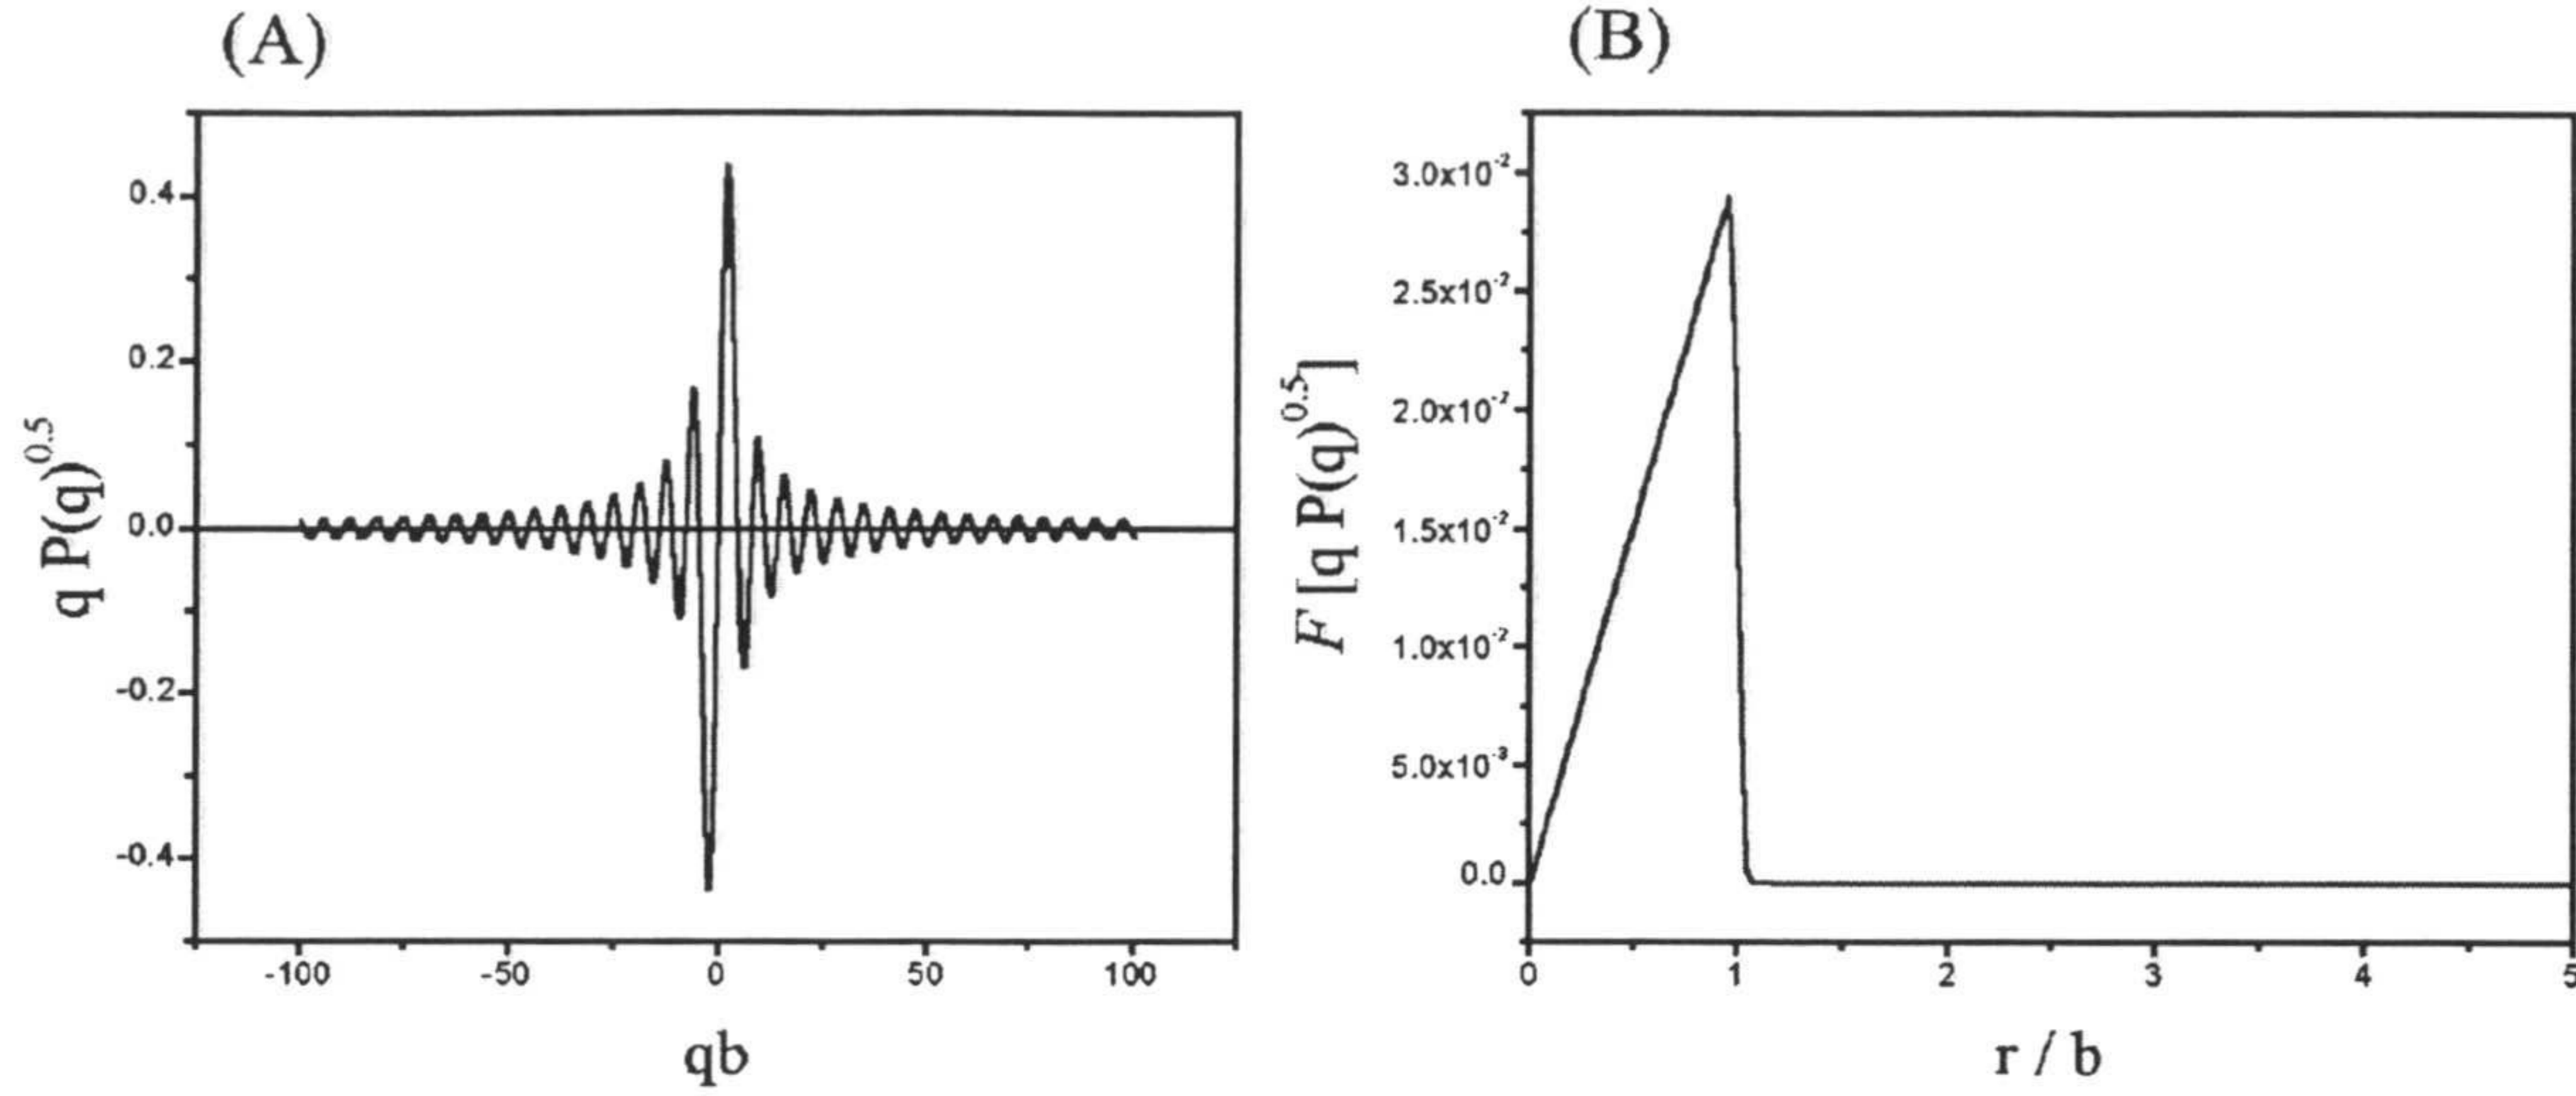 (A)
(B)
q P(q)^0.5
0.4
0.2
0.0
-0.2
-0.4
-100
-50
0
50
100
qb
F [q P(q)^0.5]
3.0x10^-2
2.5x10^-2
2.0x10^-2
1.5x10^-2
1.0x10^-2
5.0x10^-3
0.0
0
1
2
3
4
5
r / b